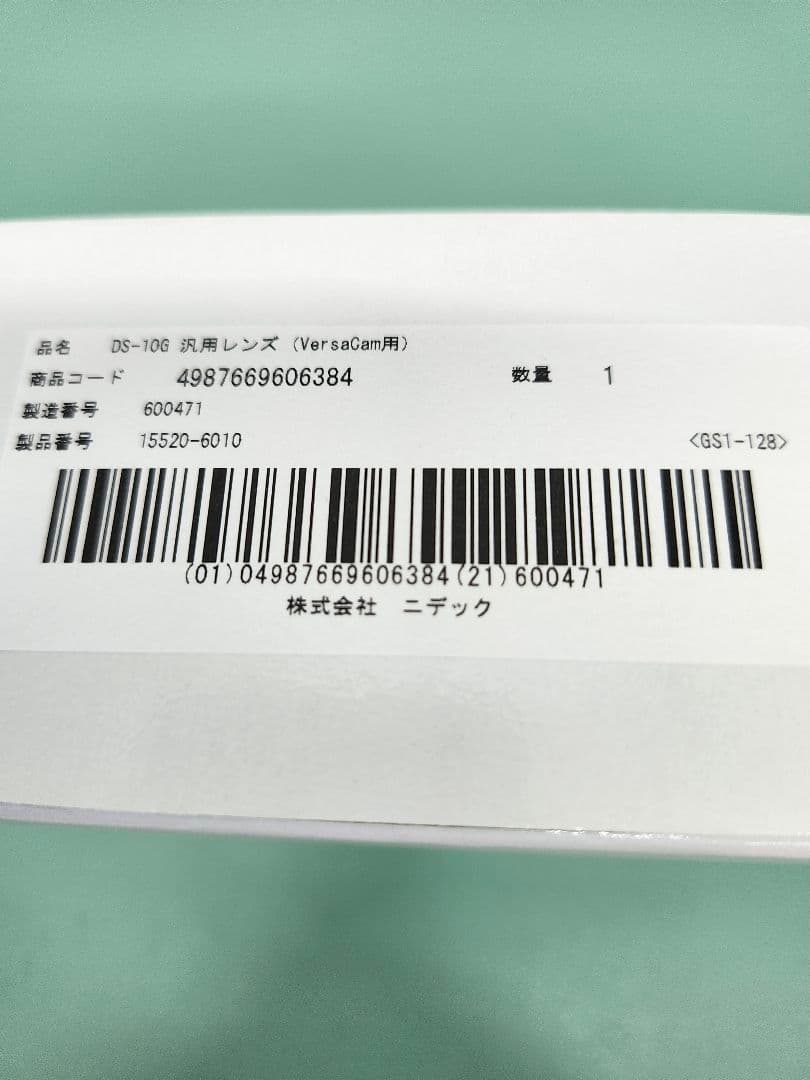 品名 DS-10G 汎用レンズ (VersaCam用)
商品コード 4987669606384 数量 1
製造番号 600471
製品番号 15520-6010 <GS1-128>
(01)04987669606384(21)600471
株式会社 ニデック